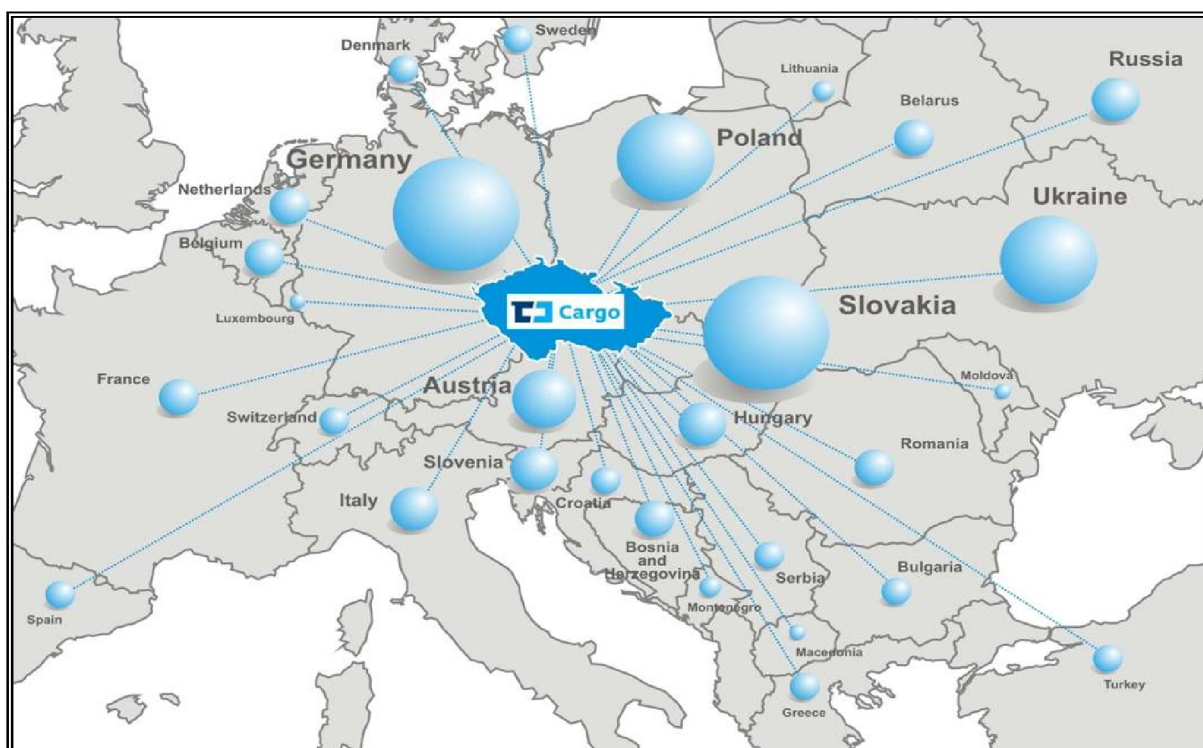 Sweden
Denmark
Lithuania
Russia
Belarus
Poland
Germany
Netherlands
Ukraine
Belgium
Slovakia
Cargo
Luxembourg
France
Austria
Moldova
Switzerland
Hungary
Romania
Slovenia
Italy
Croatia
Bosnia
and
Herzegovina
Serbia
Bulgaria
Montenegro
Spain
Macedonia
Turkey
Greece